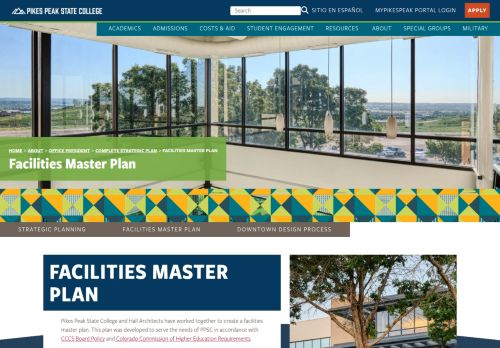 PIKES PEAK STATE COLLEGE
Search
SITIO EN ESPAÑOL
MYPIKESPEAK PORTAL LOGIN
APPLY
ACADEMICS ADMISSIONS COSTS & AID STUDENT ENGAGEMENT RESOURCES ABOUT SPECIAL GROUPS MILITARY
HOME > ABOUT > OFFICE PRESIDENT > COMPLETE STRATEGIC PLAN > FACILITIES MASTER PLAN
Facilities Master Plan
STRATEGIC PLANNING FACILITIES MASTER PLAN DOWNTOWN DESIGN PROCESS
FACILITIES MASTER
PLAN
Pikes Peak State College and Hall Architects have worked together to create a facilities
master plan. This plan was developed to serve the needs of PPSC in accordance with
CCCS Board Policy and Colorado Commission of Higher Education Requirements.